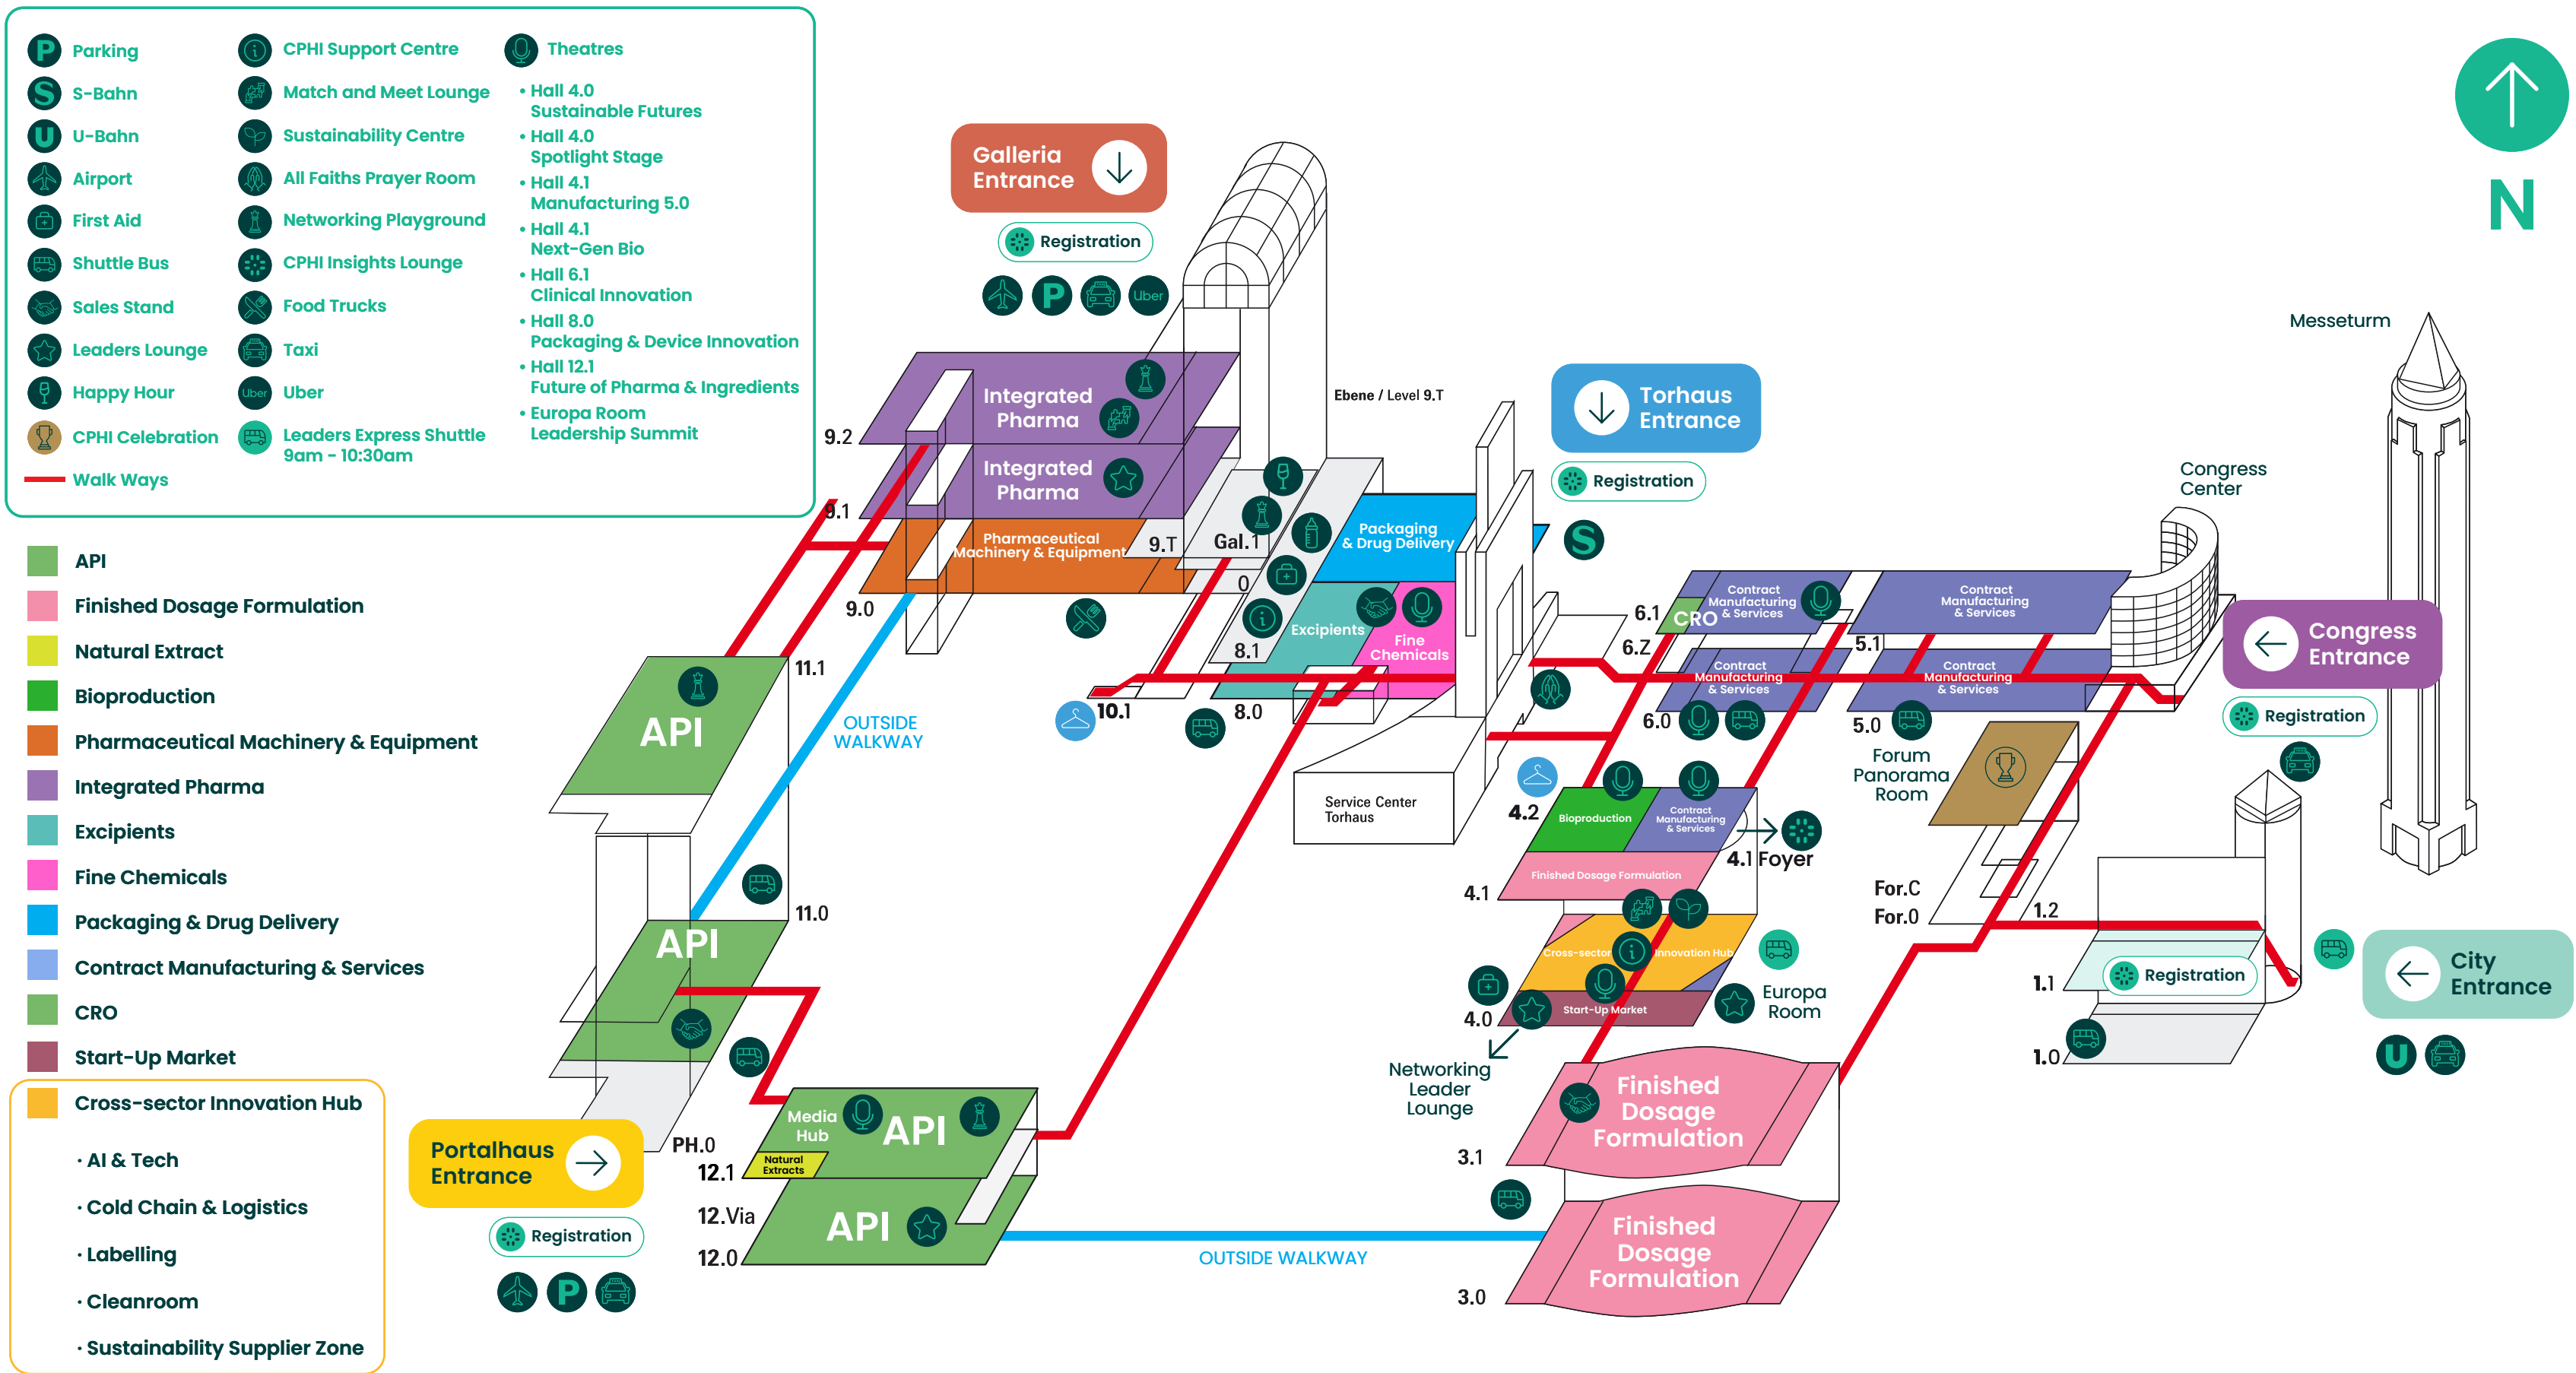 P Parking
S S-Bahn
U U-Bahn
Airport
First Aid
Shuttle Bus
Sales Stand
Leaders Lounge
Happy Hour
CPHI Celebration
Walk Ways
CPHI Support Centre
Match and Meet Lounge
Sustainability Centre
All Faiths Prayer Room
Networking Playground
CPHI Insights Lounge
Food Trucks
Taxi
Uber Uber
Leaders Express Shuttle
9am - 10:30am
Theatres
• Hall 4.0
Sustainable Futures
• Hall 4.0
Spotlight Stage
• Hall 4.1
Manufacturing 5.0
• Hall 4.1
Next-Gen Bio
• Hall 6.1
Clinical Innovation
• Hall 8.0
Packaging & Device Innovation
• Hall 12.1
Future of Pharma & Ingredients
• Europa Room
Leadership Summit
API
Finished Dosage Formulation
Natural Extract
Bioproduction
Pharmaceutical Machinery & Equipment
Integrated Pharma
Excipients
Fine Chemicals
Packaging & Drug Delivery
Contract Manufacturing & Services
CRO
Start-Up Market
Cross-sector Innovation Hub
· AI & Tech
· Cold Chain & Logistics
· Labelling
· Cleanroom
· Sustainability Supplier Zone
N
Galleria
Entrance
Registration
P
Uber
Integrated
Pharma
9.2
Integrated
Pharma
9.1
Pharmaceutical
Machinery & Equipment
9.T
9.0
Gal.1
0
Ebene / Level 9.T
Packaging
& Drug Delivery
Excipients
Fine
Chemicals
8.1
8.0
10.1
Torhaus
Entrance
Registration
S
Service Center
Torhaus
6.1
CRO
Contract
Manufacturing
& Services
6.Z
Contract
Manufacturing
& Services
6.0
Contract
Manufacturing
& Services
5.1
Contract
Manufacturing
& Services
5.0
Congress
Center
Messeturm
Congress
Entrance
Registration
Forum
Panorama
Room
For.C
For.0
4.2
Bioproduction
Contract
Manufacturing
& Services
4.1 Foyer
Finished Dosage Formulation
4.1
Cross-sector
Innovation Hub
Start-Up Market
4.0
Europa
Room
Networking
Leader
Lounge
1.2
1.1
Registration
1.0
City
Entrance
U
Finished
Dosage
Formulation
3.1
Finished
Dosage
Formulation
3.0
OUTSIDE
WALKWAY
API
11.1
API
11.0
PH.0
Portalhaus
Entrance
Registration
P
Media
Hub
API
Natural
Extracts
12.1
12.Via
API
12.0
OUTSIDE WALKWAY